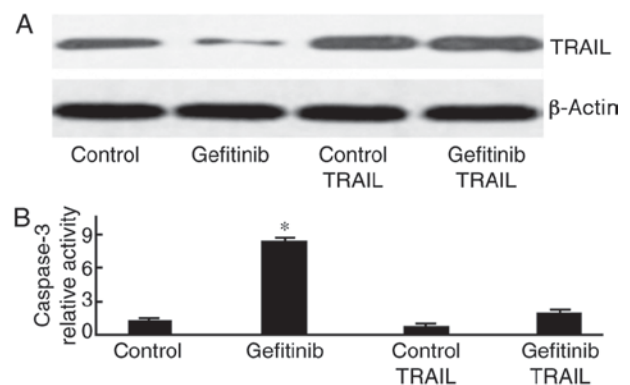 A
TRAIL
β-Actin
Control Gefitinib Control Gefitinib
TRAIL TRAIL
B
Caspase-3
relative activity
9
6
3
0
*
Control Gefitinib Control Gefitinib
TRAIL TRAIL